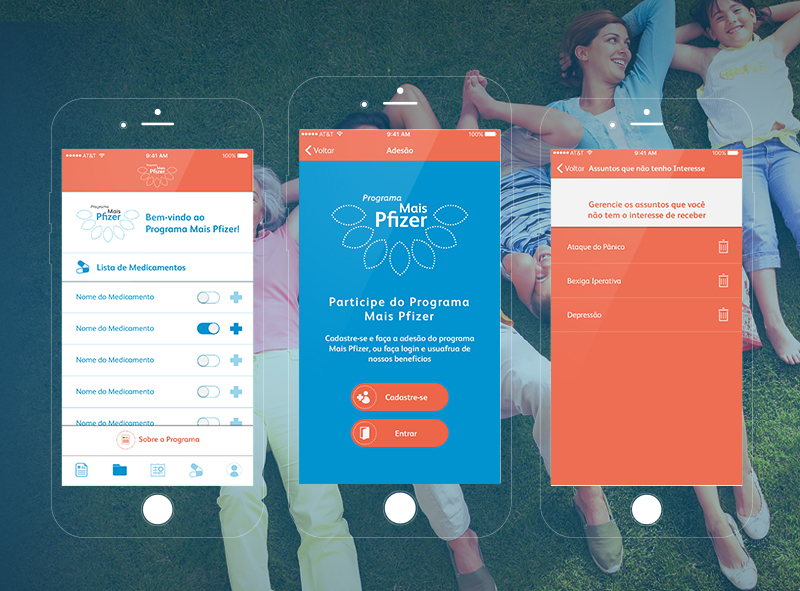 AT&T
9:41 AM
100%
Programa
Mais
Pfizer
Programa
Mais
Pfizer
Bem-vindo ao
Programa Mais Pfizer!
Lista de Medicamentos
Nome do Medicamento
Nome do Medicamento
Nome do Medicamento
Nome do Medicamento
Nome do Medicamento
Sobre o Programa
AT&T
9:41 AM
100%
Voltar
Adesão
Programa
Mais
Pfizer
Participe do Programa
Mais Pfizer
Cadastre-se e faça a adesão do programa
Mais Pfizer, ou faça login e usuafrua de
nossos benefícios
Cadastre-se
Entrar
AT&T
9:41 AM
100%
Voltar
Assuntos que não tenho Interesse
Gerencie os assuntos que você
não tem o interesse de receber
Ataque do Pânico
Bexiga Iperativa
Depressão